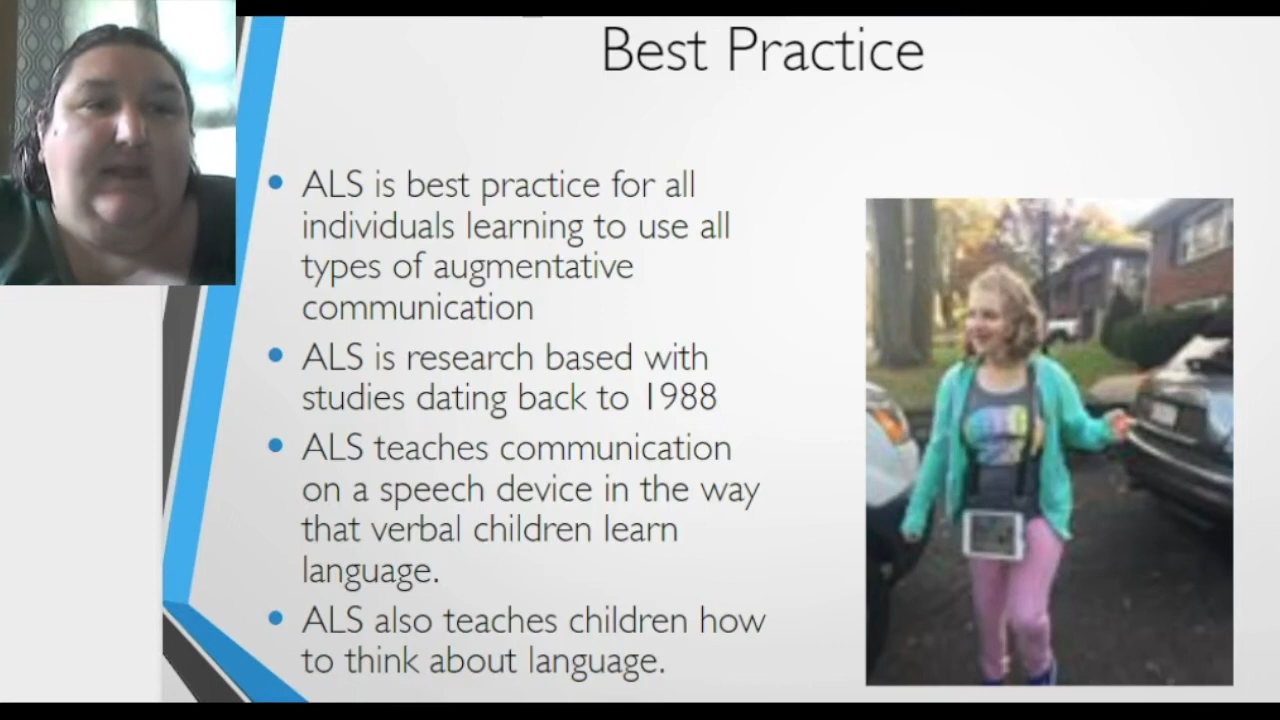 Best Practice
ALS is best practice for all
individuals learning to use all
types of augmentative
communication
ALS is research based with
studies dating back to 1988
ALS teaches communication
on a speech device in the way
that verbal children learn
language.
ALS also teaches children how
to think about language.